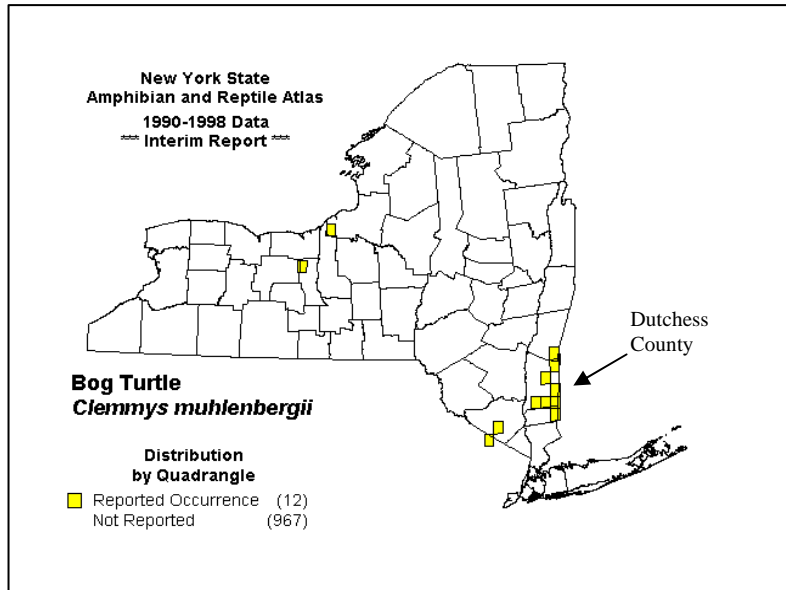 New York State
Amphibian and Reptile Atlas
1990-1998 Data
*** Interim Report ***
Dutchess
County
Bog Turtle
Clemmys muhlenbergii
Distribution
by Quadrangle
Reported Occurrence (12)
Not Reported (967)